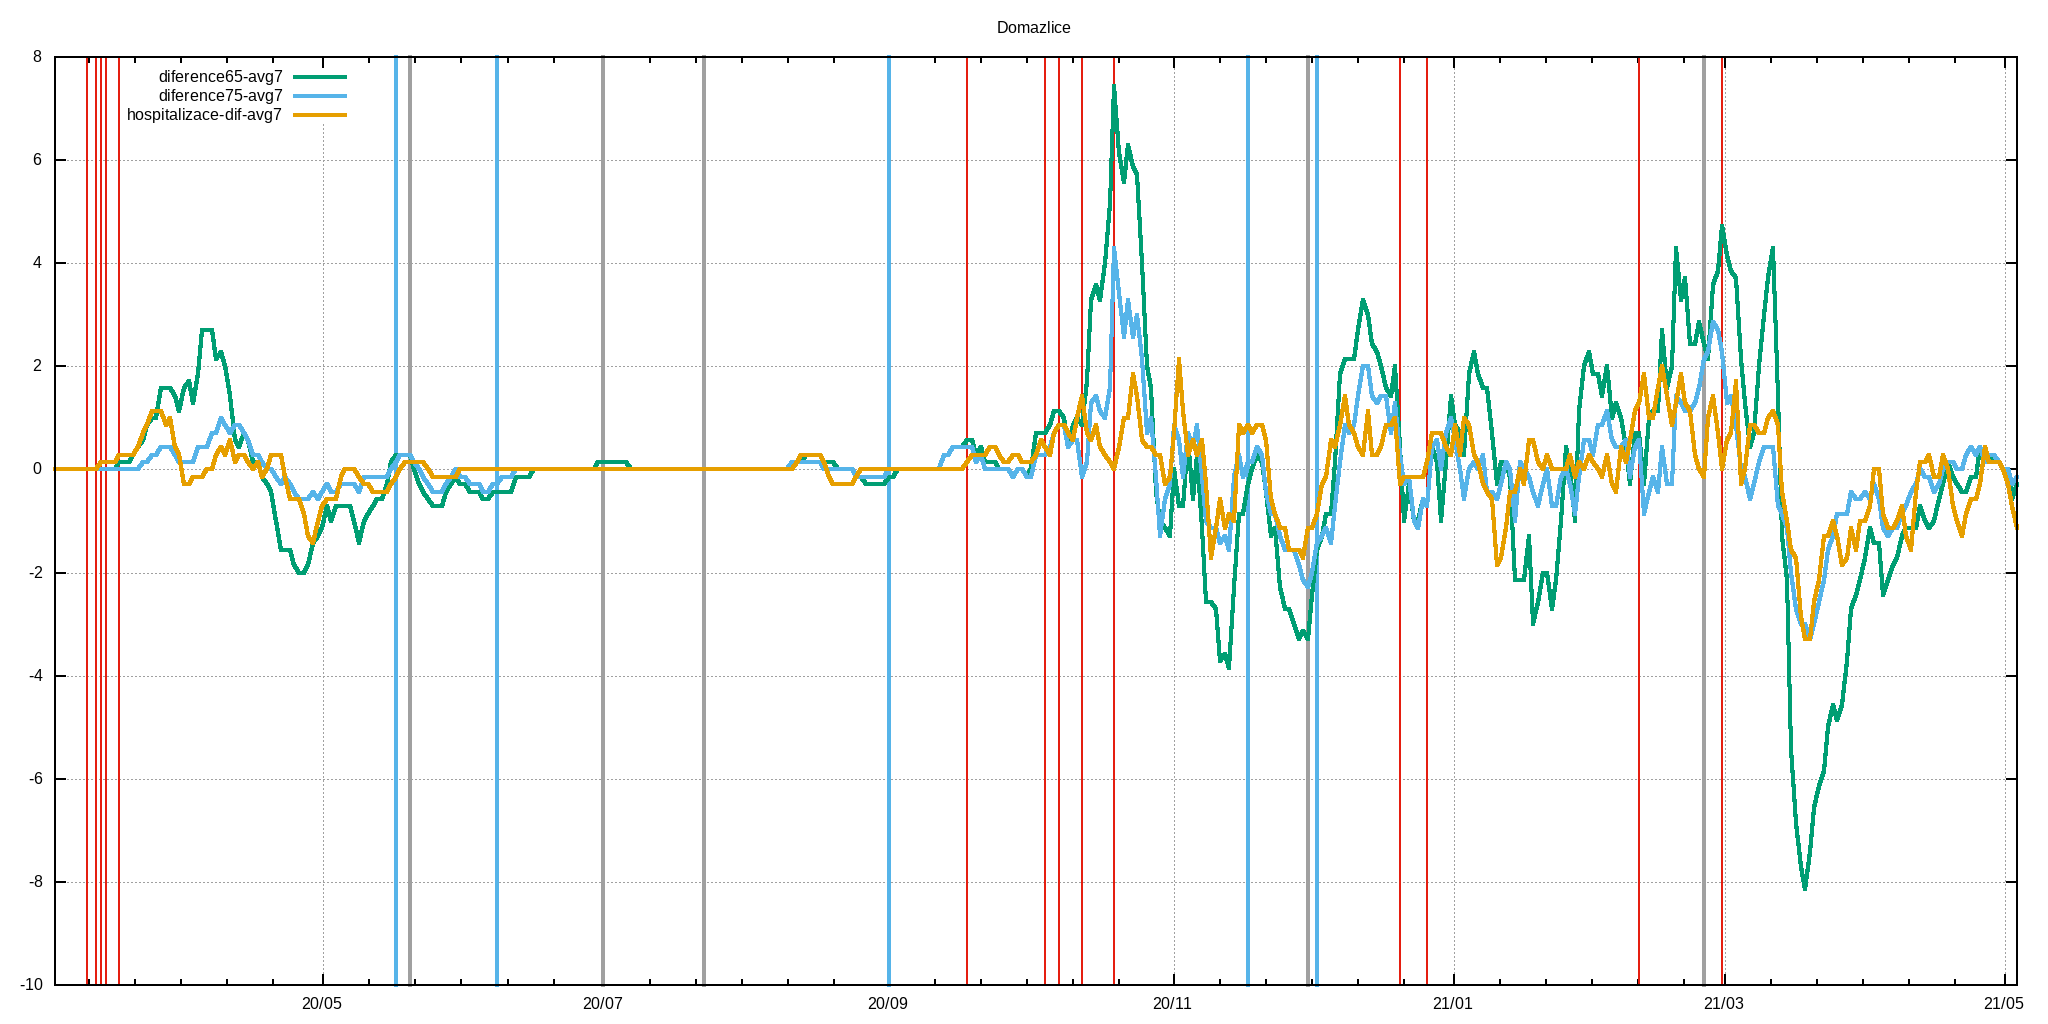 Domazlice
8
diference65-avg7
diference75-avg7
hospitalizace-dif-avg7
6
4
2
0
-2
-4
-6
-8
-10
20/05 20/07 20/09 20/11 21/01 21/03 21/05